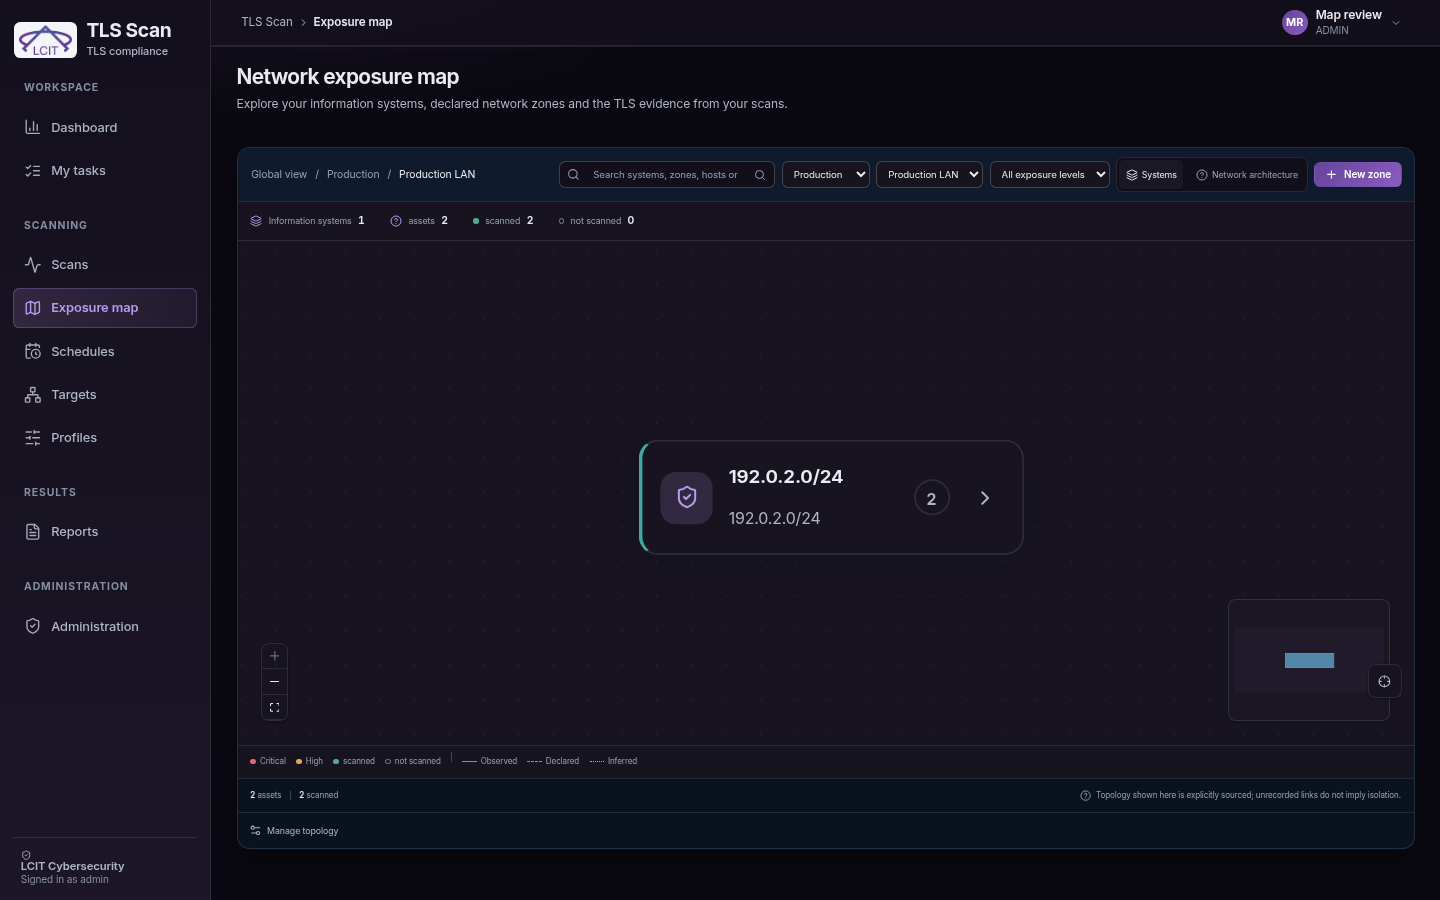 LCIT
TLS Scan
TLS compliance
WORKSPACE
Dashboard
My tasks
SCANNING
Scans
Exposure map
Schedules
Targets
Profiles
RESULTS
Reports
ADMINISTRATION
Administration
LCIT Cybersecurity
Signed in as admin
TLS Scan > Exposure map
MR
Map review
ADMIN
Network exposure map
Explore your information systems, declared network zones and the TLS evidence from your scans.
Global view / Production / Production LAN
Search systems, zones, hosts or
Production
Production LAN
All exposure levels
Systems
Network architecture
New zone
Information systems 1
assets 2
scanned 2
not scanned 0
192.0.2.0/24
192.0.2.0/24
2
Critical
High
scanned
not scanned
Observed
Declared
Inferred
2 assets
2 scanned
Topology shown here is explicitly sourced; unrecorded links do not imply isolation.
Manage topology